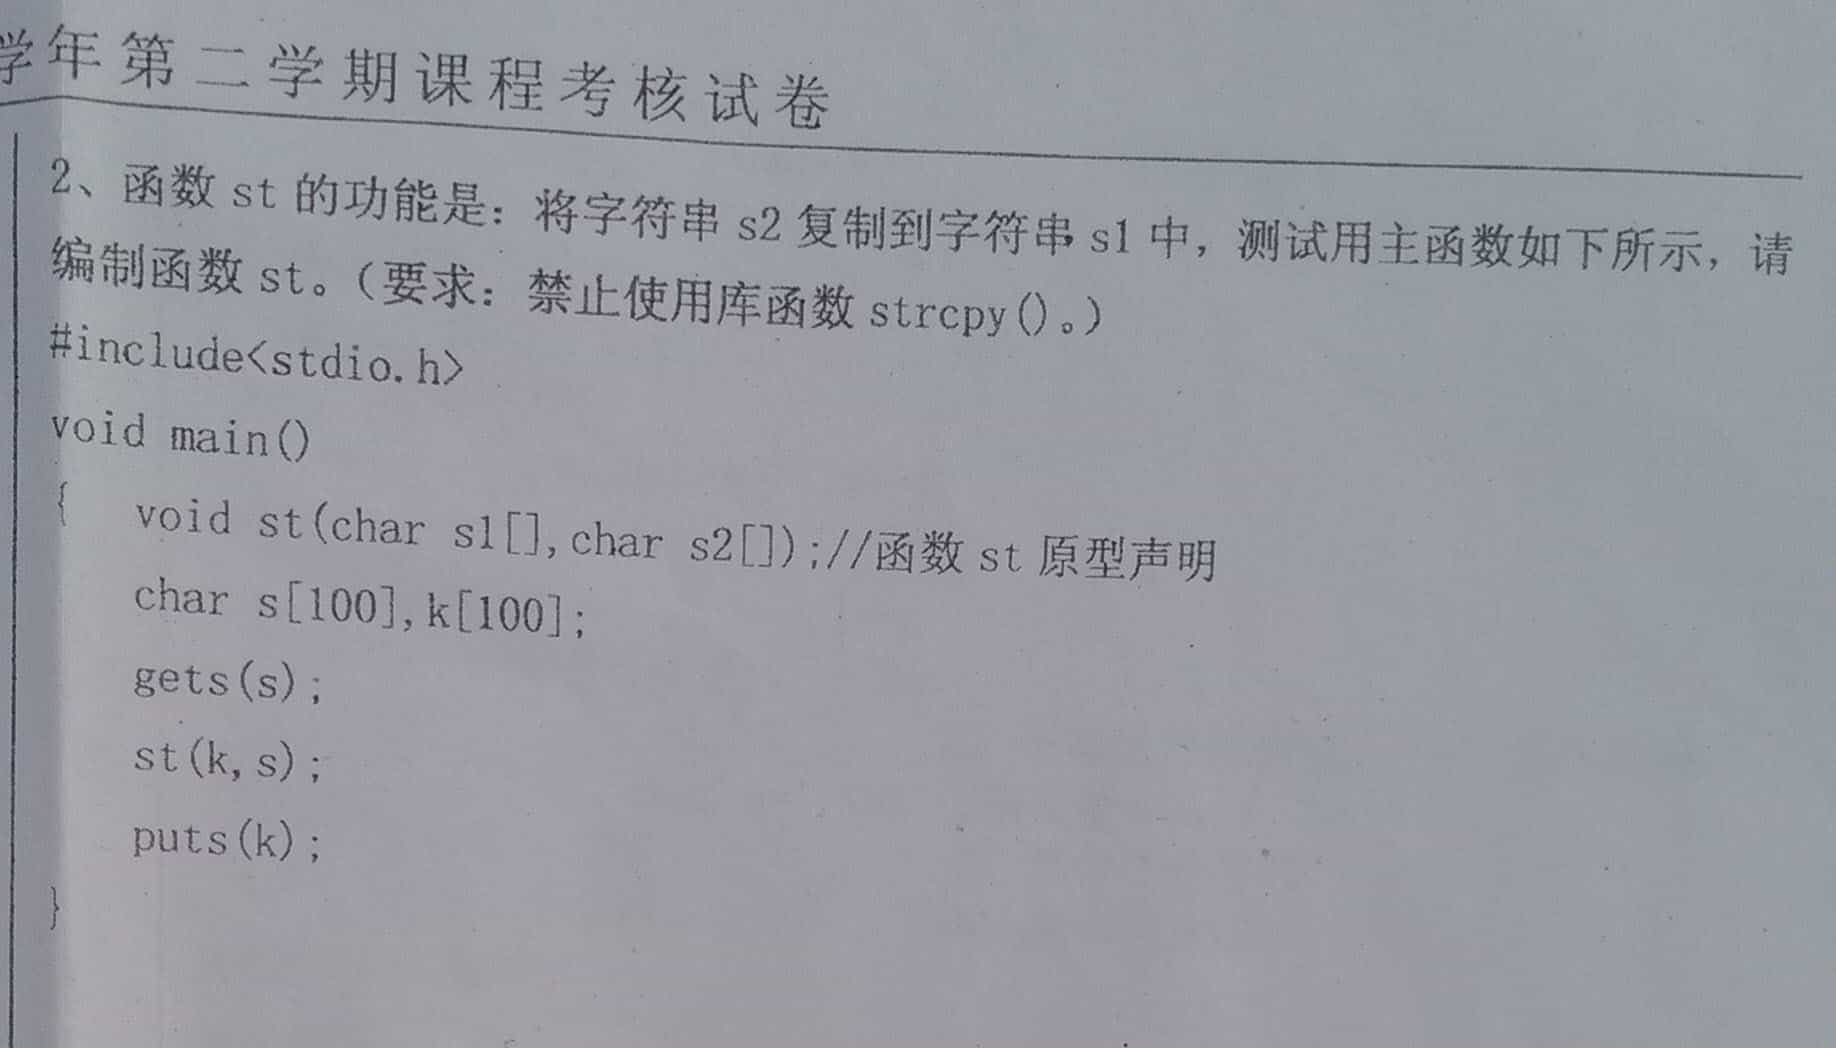 学年第二学期课程考核试卷
2、函数 st 的功能是：将字符串 s2 复制到字符串 s1 中，测试用主函数如下所示，请
编制函数 st。（要求：禁止使用库函数 strcpy()。）
#include<stdio.h>
void main()
{ void st(char s1[],char s2[]);//函数 st 原型声明
char s[100],k[100];
gets(s);
st(k,s);
puts(k);
}